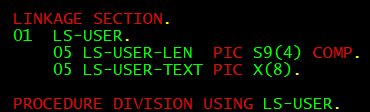 LINKAGE SECTION.
01  LS-USER.
    05 LS-USER-LEN  PIC S9(4) COMP.
    05 LS-USER-TEXT PIC X(8).
PROCEDURE DIVISION USING LS-USER.